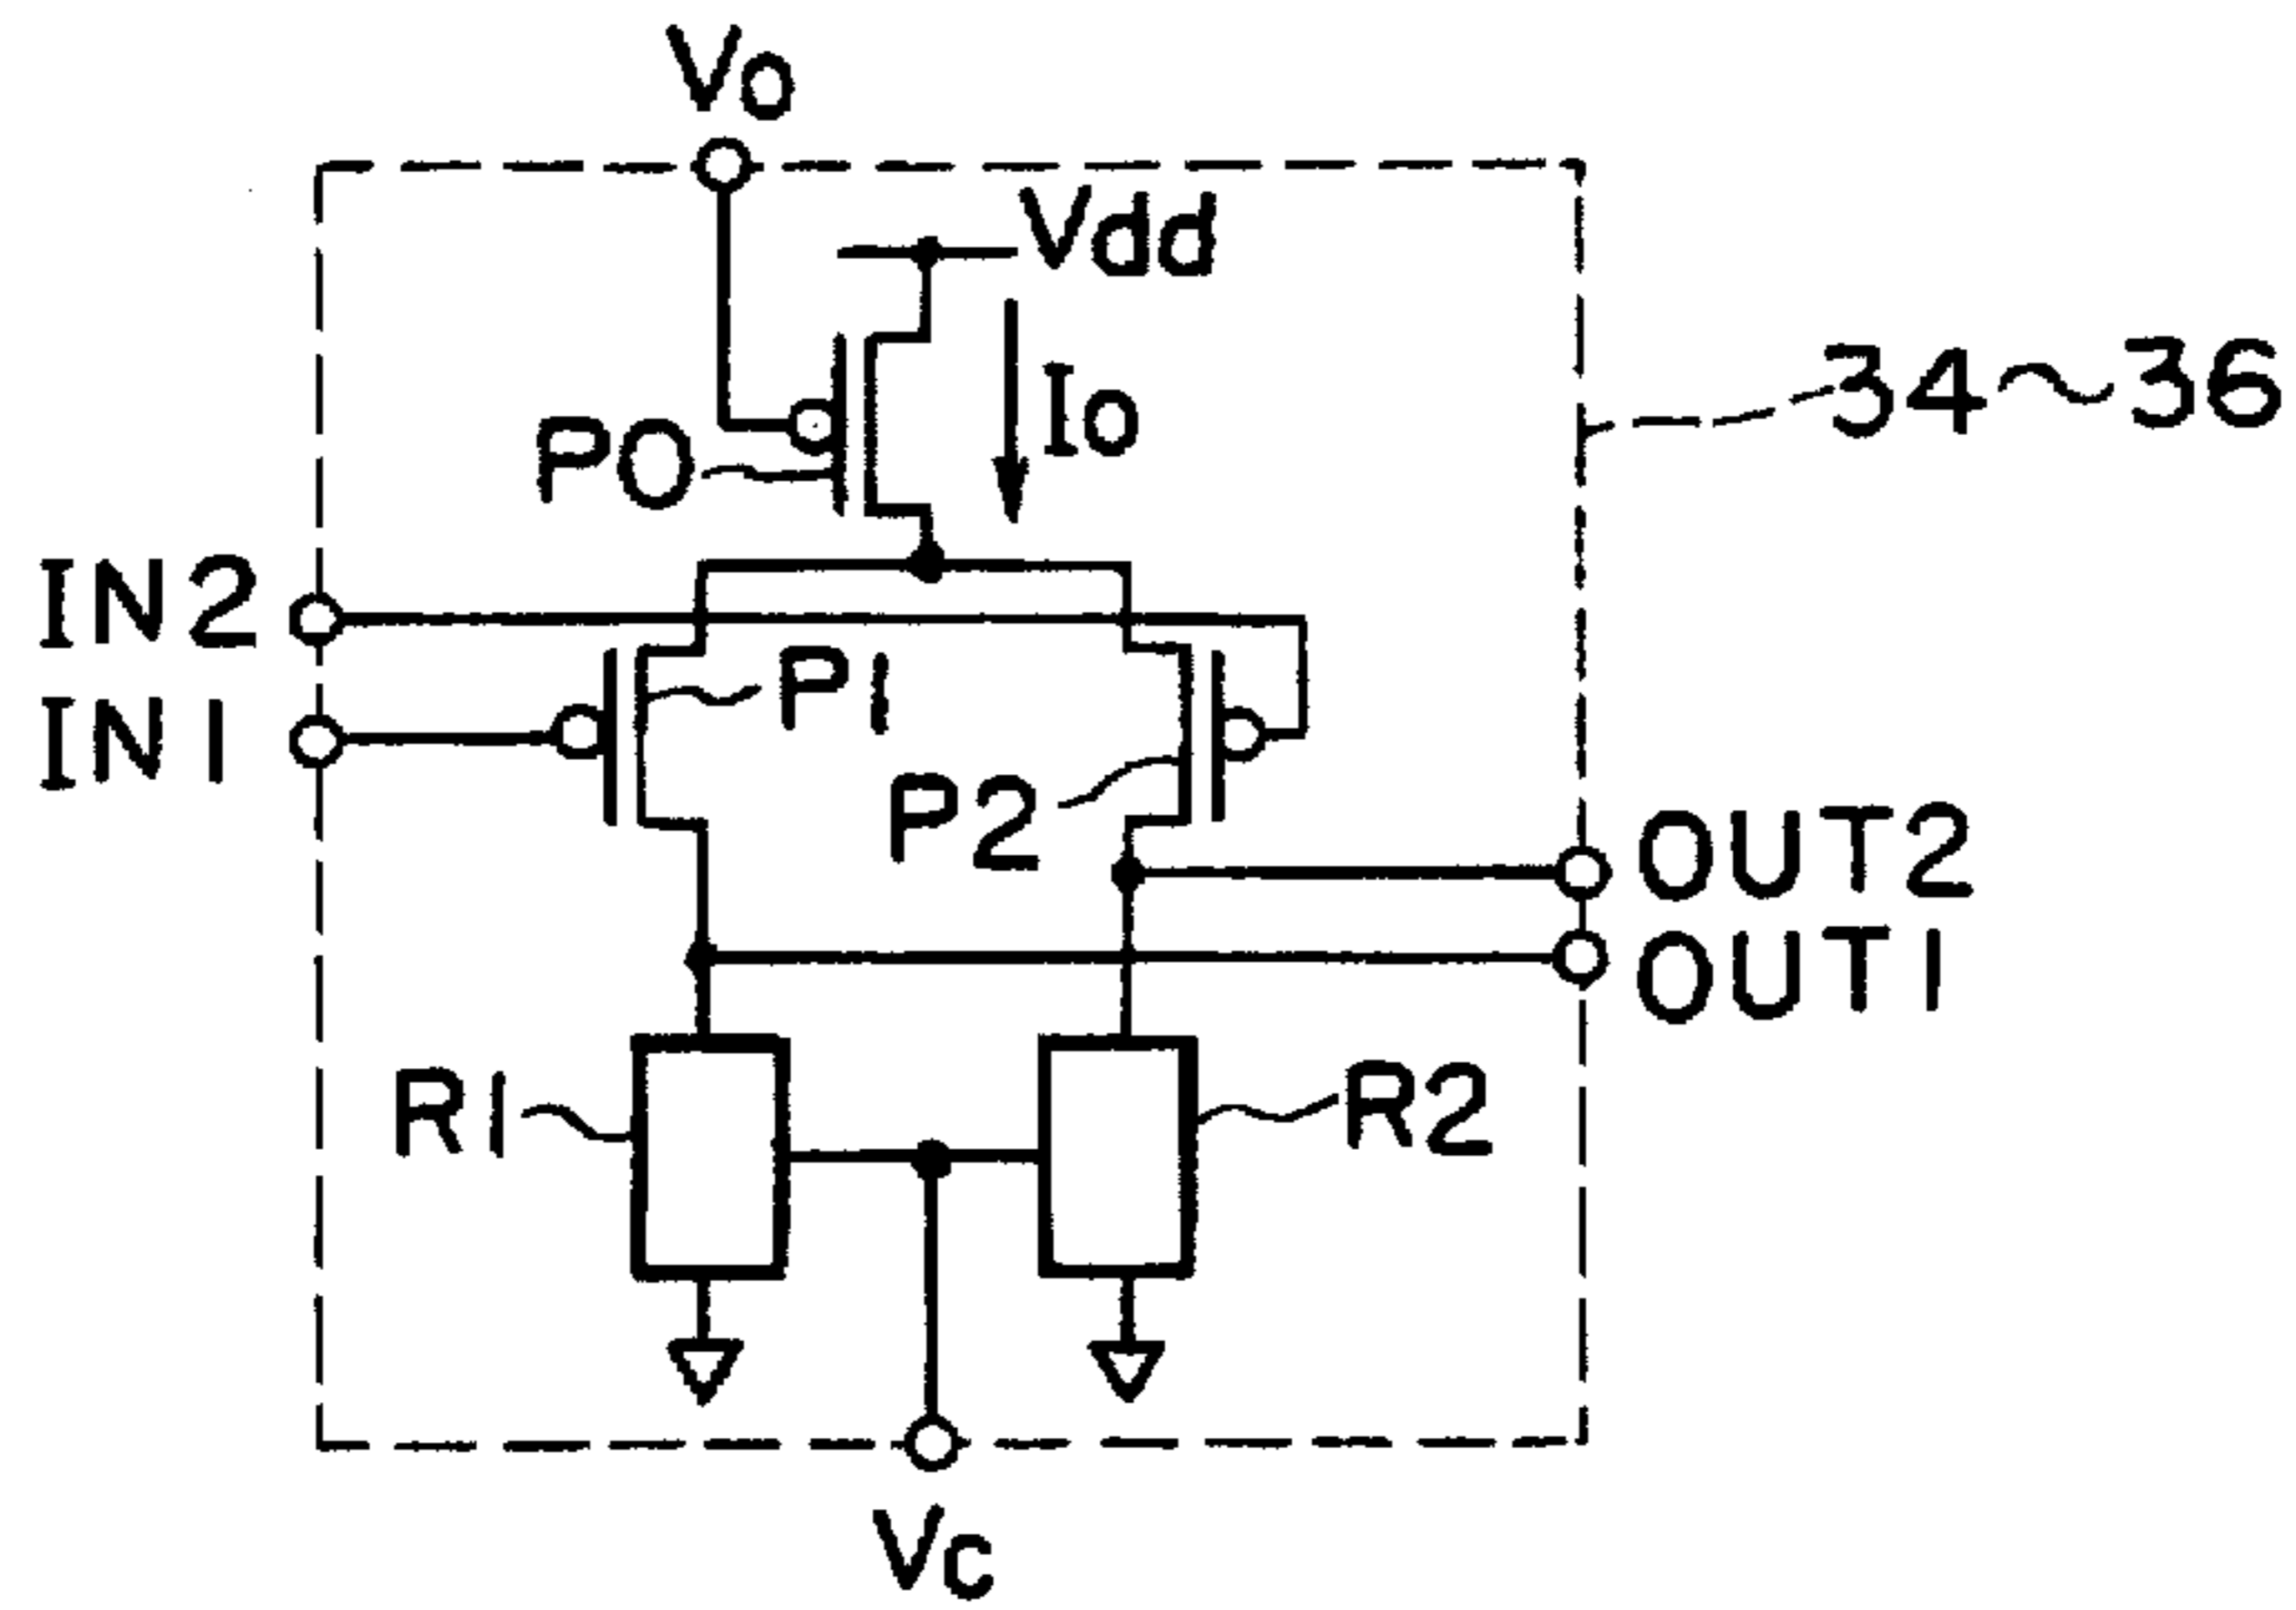 Vo
Vdd
34~36
Io
PO
IN2
P1
IN1
P2
OUT2
OUT1
R1
R2
Vc